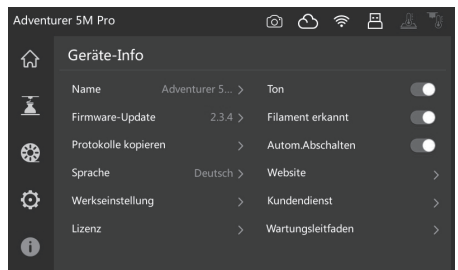 Adventurer 5M Pro
Geräte-Info
Name Adventurer 5... >
Firmware-Update 2.3.4 >
Protokolle kopieren >
Sprache Deutsch >
Werkseinstellung >
Lizenz >
Ton
Filament erkannt
Autom.Abschalten
Website >
Kundendienst >
Wartungsleitfaden >